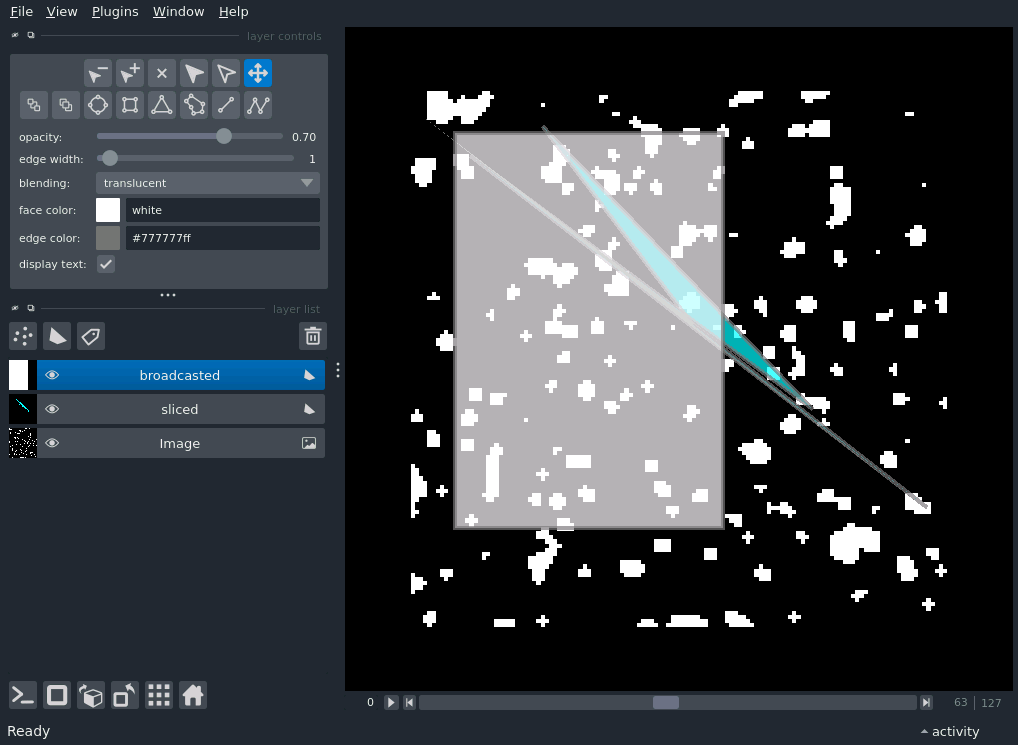 File View Plugins Window Help
layer controls
opacity: 0.70
edge width: 1
blending: translucent
face color: white
edge color: #777777ff
display text:
layer list
broadcasted
sliced
Image
0 63 127
Ready activity